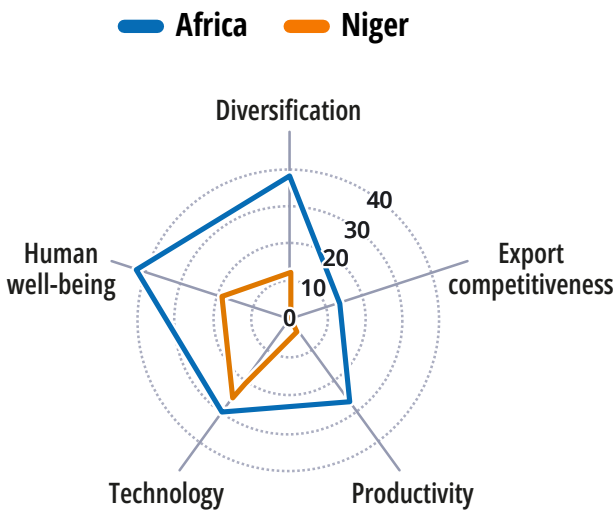 Africa Niger
Diversification
40
30
20
10
0
Human
well-being
Export
competitiveness
Technology
Productivity